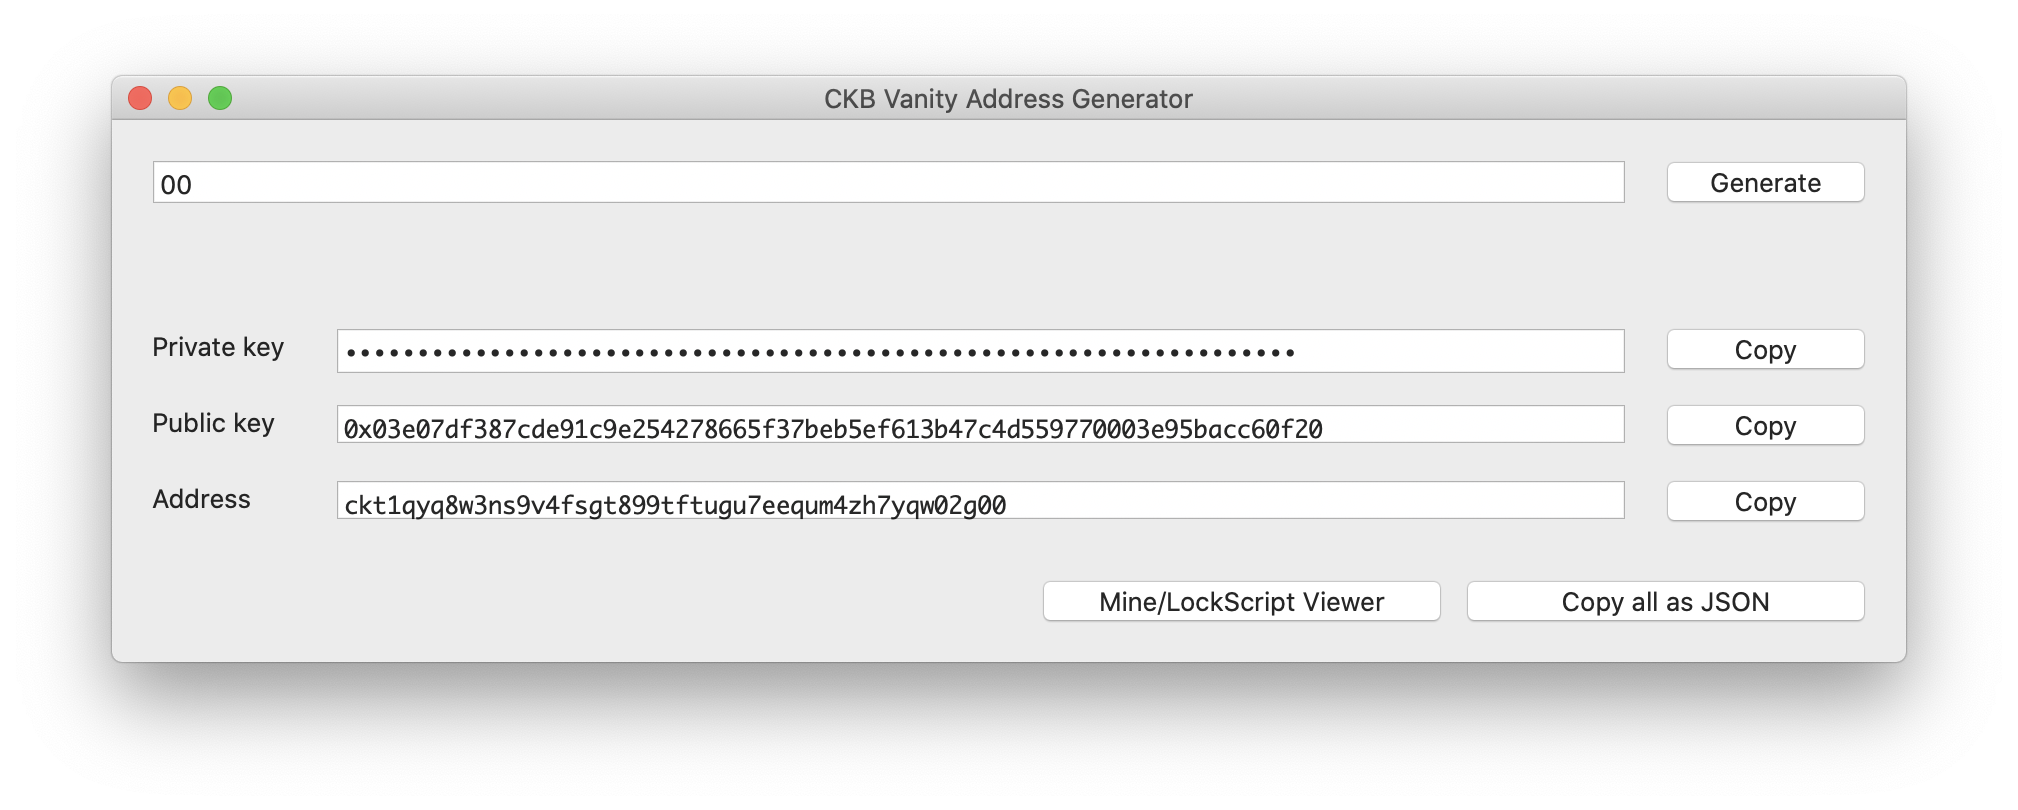 CKB Vanity Address Generator
00 Generate
Private key •••••••••••••••••••••••••••••••••••••••••••••••••••••••••••••••••• Copy
Public key 0x03e07df387cde91c9e254278665f37beb5ef613b47c4d559770003e95bacc60f20 Copy
Address ckt1qyq8w3ns9v4fsgt899tftugu7eequm4zh7yqw02g00 Copy
Mine/LockScript Viewer Copy all as JSON